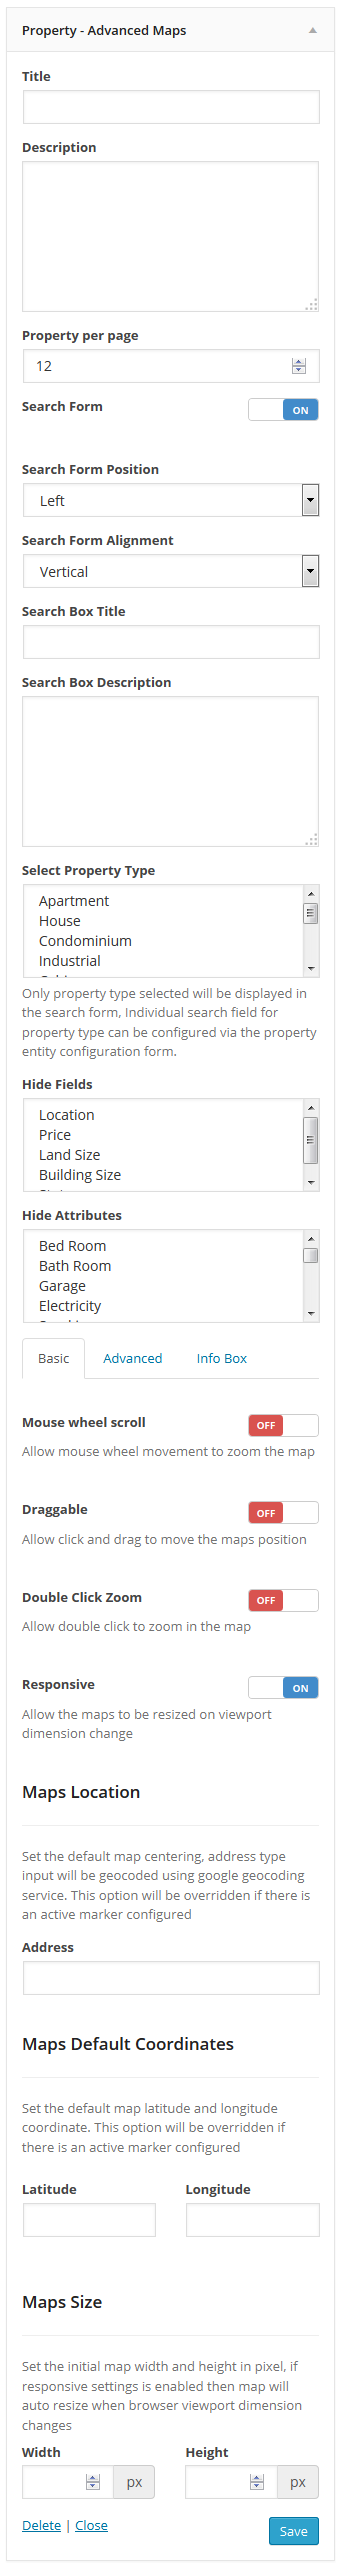 Property - Advanced Maps
Title
Description
Property per page
12
Search Form
ON
Search Form Position
Left
Search Form Alignment
Vertical
Search Box Title
Search Box Description
Select Property Type
Apartment
House
Condominium
Industrial
Only property type selected will be displayed in
the search form, Individual search field for
property type can be configured via the property
entity configuration form.
Hide Fields
Location
Price
Land Size
Building Size
Hide Attributes
Bed Room
Bath Room
Garage
Electricity
Basic Advanced Info Box
Mouse wheel scroll
OFF
Allow mouse wheel movement to zoom the map
Draggable
OFF
Allow click and drag to move the maps position
Double Click Zoom
OFF
Allow double click to zoom in the map
Responsive
ON
Allow the maps to be resized on viewport
dimension change
Maps Location
Set the default map centering, address type
input will be geocoded using google geocoding
service. This option will be overridden if there is
an active marker configured
Address
Maps Default Coordinates
Set the default map latitude and longitude
coordinate. This option will be overridden if
there is an active marker configured
Latitude Longitude
Maps Size
Set the initial map width and height in pixel, if
responsive settings is enabled then map will
auto resize when browser viewport dimension
changes
Width Height
px px
Delete | Close Save